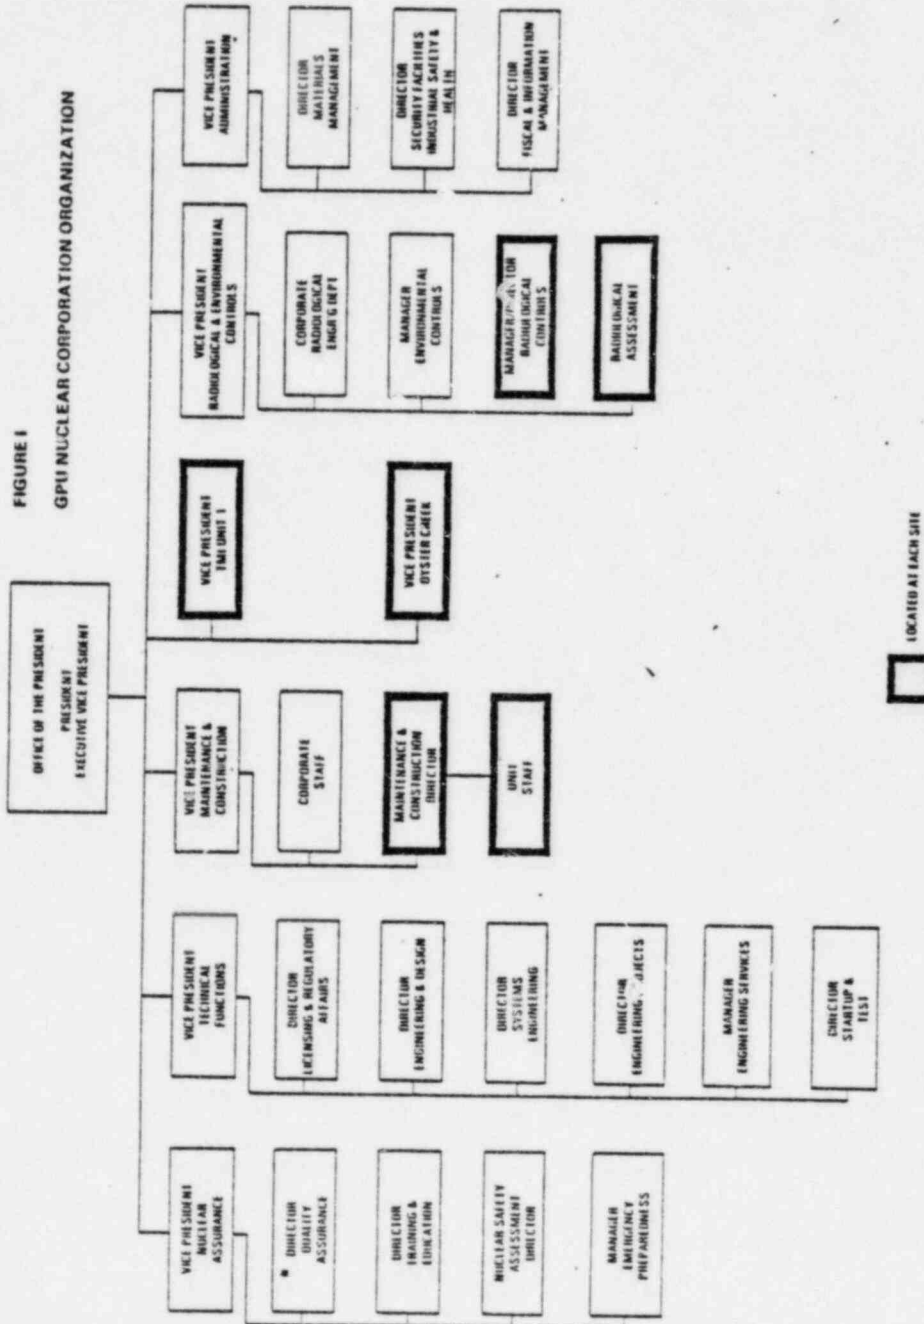 FIGURE I
GPU NUCLEAR CORPORATION ORGANIZATION
OFFICE OF THE PRESIDENT
PRESIDENT
EXECUTIVE VICE PRESIDENT
VICE PRESIDENT
NUCLEAR
ASSURANCE
DIRECTOR
QUALITY
ASSURANCE
DIRECTOR
TRAINING &
EDUCATION
NUCLEAR SAFETY
ASSESSMENT
DIRECTOR
MANAGER
EMERGENCY
PREPAREDNESS
VICE PRESIDENT
TECHNICAL
FUNCTIONS
DIRECTOR
LICENSING & REGULATORY
AFFAIRS
DIRECTOR
ENGINEERING & DESIGN
DIRECTOR
SYSTEMS
ENGINEERING
DIRECTOR
ENGINEERING
MANAGER
ENGINEERING SERVICES
DIRECTOR
STARTUP &
TEST
VICE PRESIDENT
MAINTENANCE &
CONSTRUCTION
CORPORATE
STAFF
MAINTENANCE &
CONSTRUCTION
DIRECTOR
UNIT
STAFF
VICE PRESIDENT
TMI UNIT 1
VICE PRESIDENT
OYSTER CREEK
VICE PRESIDENT
RADIOLOGICAL & ENVIRONMENTAL
CONTROLS
CORPORATE
RADIOLOGICAL
ENGR'G DEPT
MANAGER
ENVIRONMENTAL
CONTROLS
RADIOLOGICAL
CONTROLS
RADIOLOGICAL
ASSESSMENT
VICE PRESIDENT
ADMINISTRATION
DIRECTOR
MATERIALS
MANAGEMENT
DIRECTOR
SECURITY FACILITIES
INDUSTRIAL SAFETY &
HEALTH
DIRECTOR
FISCAL & INFORMATION
MANAGEMENT
LOCATED AT EACH SITE